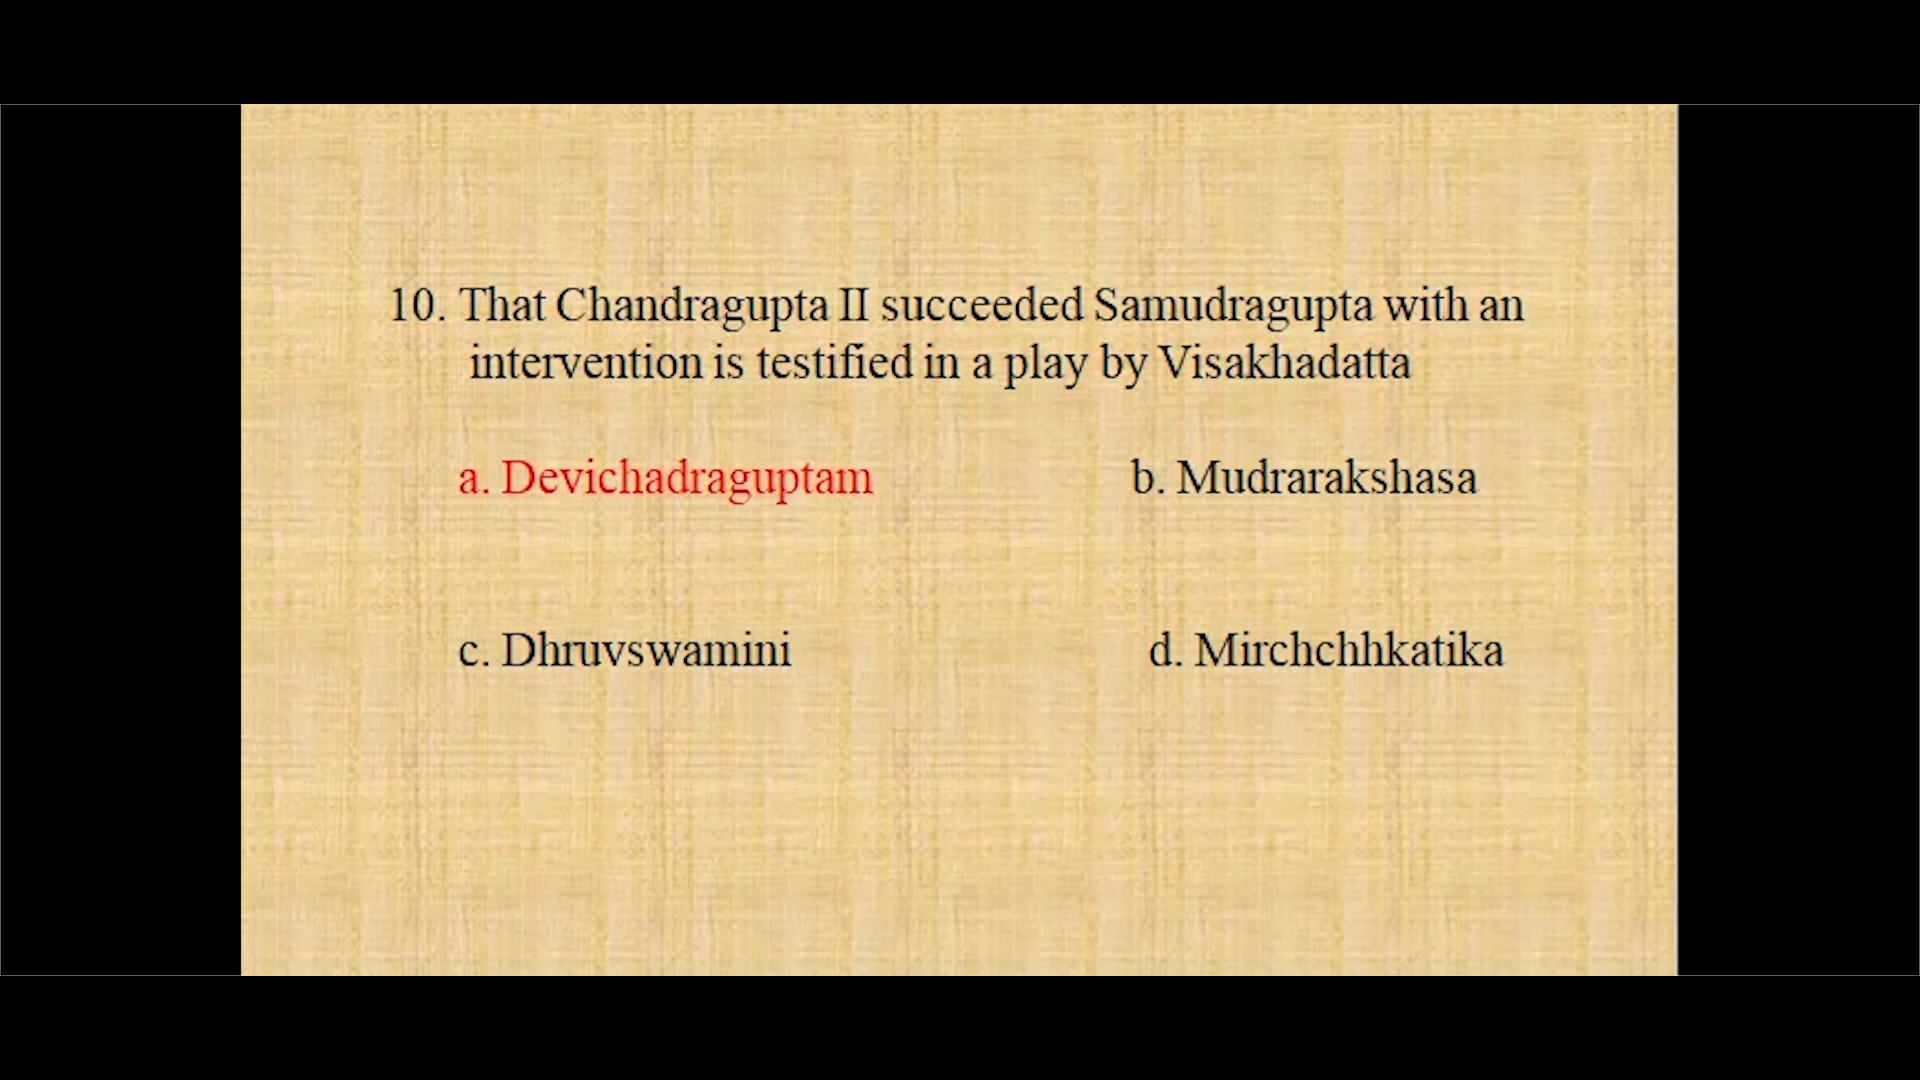 10. That Chandragupta II succeeded Samudragupta with an
intervention is testified in a play by Visakhadatta
a. Devichadraguptam b. Mudrarakshasa
c. Dhruvswamini d. Mirchchhkatika